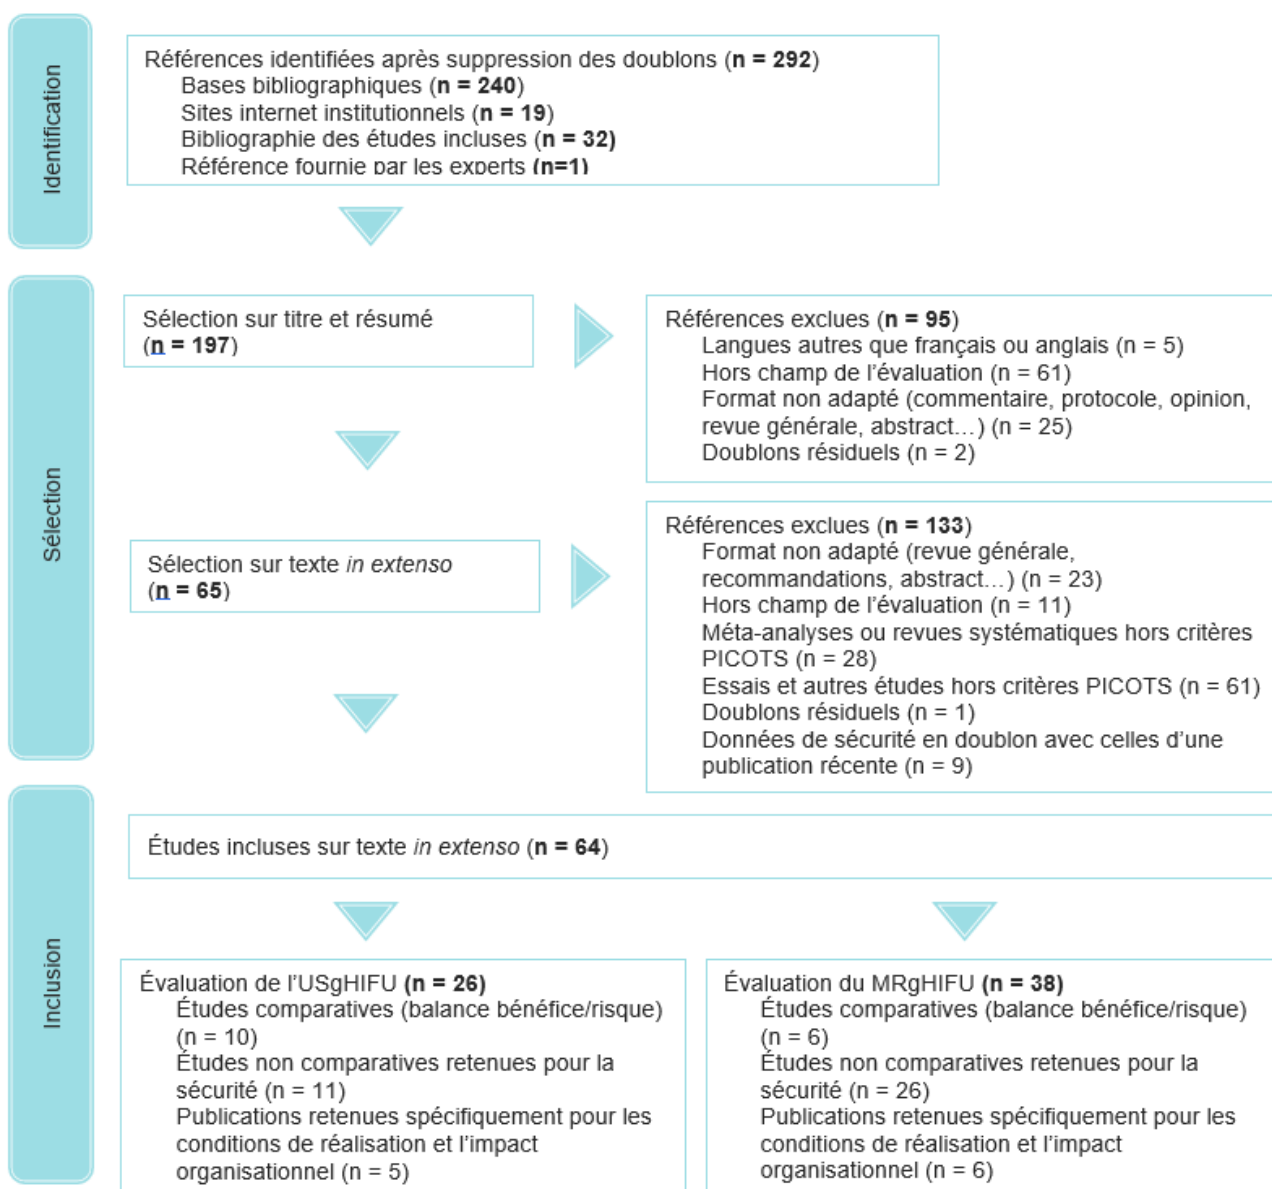 Identification
Références identifiées après suppression des doublons (n = 292)
Bases bibliographiques (n = 240)
Sites internet institutionnels (n = 19)
Bibliographie des études incluses (n = 32)
Référence fournie par les experts (n=1)
Sélection
Sélection sur titre et résumé
(n = 197)
Références exclues (n = 95)
Langues autres que français ou anglais (n = 5)
Hors champ de l’évaluation (n = 61)
Format non adapté (commentaire, protocole, opinion,
revue générale, abstract…) (n = 25)
Doublons résiduels (n = 2)
Sélection sur texte in extenso
(n = 65)
Références exclues (n = 133)
Format non adapté (revue générale,
recommandations, abstract…) (n = 23)
Hors champ de l’évaluation (n = 11)
Méta-analyses ou revues systématiques hors critères
PICOTS (n = 28)
Essais et autres études hors critères PICOTS (n = 61)
Doublons résiduels (n = 1)
Données de sécurité en doublon avec celles d’une
publication récente (n = 9)
Inclusion
Études incluses sur texte in extenso (n = 64)
Évaluation de l’USgHIFU (n = 26)
Études comparatives (balance bénéfice/risque)
(n = 10)
Études non comparatives retenues pour la
sécurité (n = 11)
Publications retenues spécifiquement pour les
conditions de réalisation et l’impact
organisationnel (n = 5)
Évaluation du MRgHIFU (n = 38)
Études comparatives (balance bénéfice/risque)
(n = 6)
Études non comparatives retenues pour la
sécurité (n = 26)
Publications retenues spécifiquement pour les
conditions de réalisation et l’impact
organisationnel (n = 6)